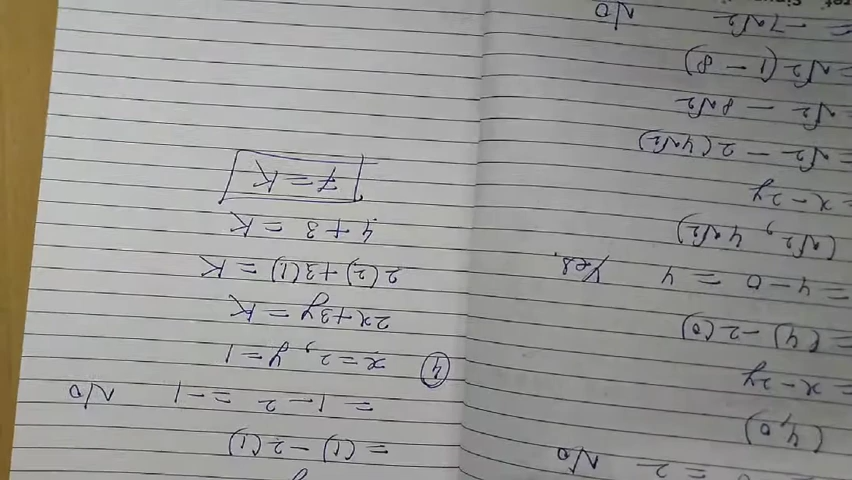 = 2 No
(4,0)
= x - 2y
= (4) - 2(0)
= 4 - 0 = 4 Yes.
(√2, 4√2)
= x - 2y
= √2 - 2(4√2)
= √2 - 8√2
= √2 (1 - 8)
= -7√2 No
= (1) - 2(1)
= 1 - 2 = -1 No
④ x = 2, y = 1
2x + 3y = K
2(2) + 3(1) = K
4 + 3 = K
7 = K